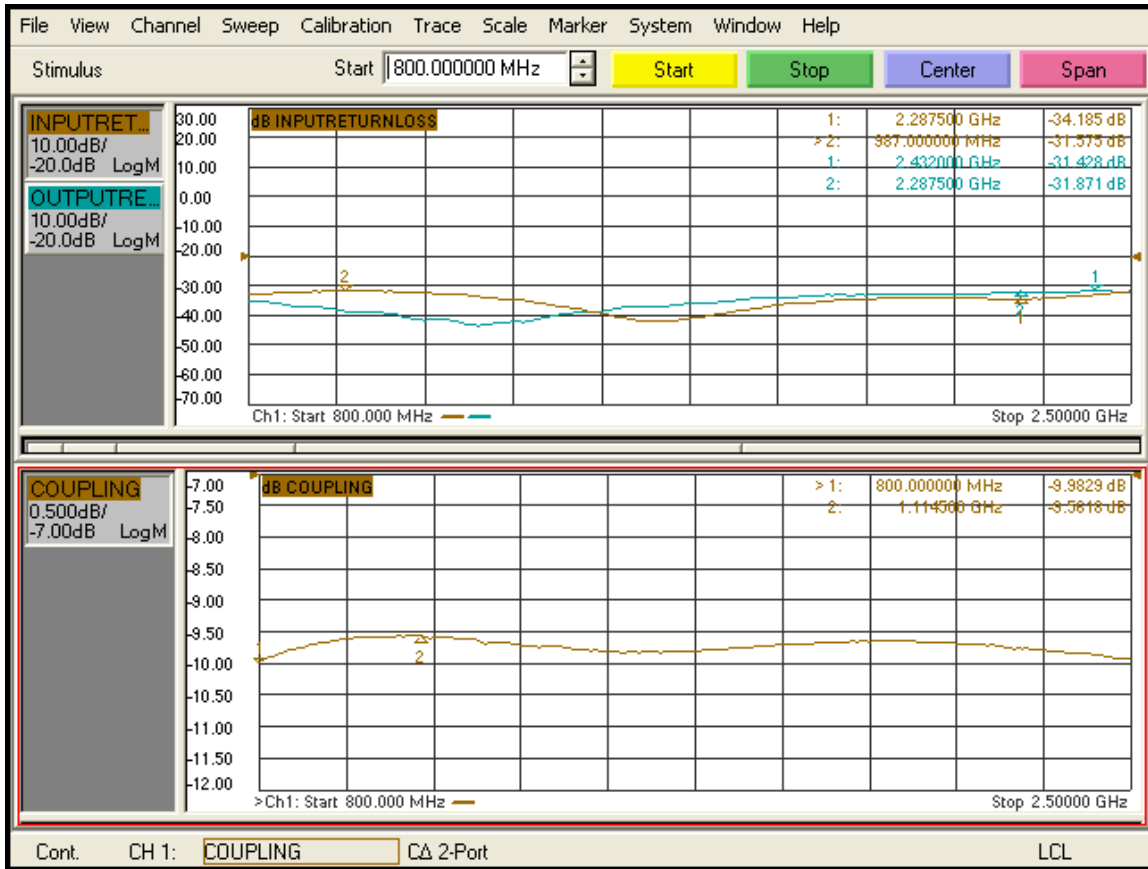 File View Channel Sweep Calibration Trace Scale Marker System Window Help
Stimulus Start 800.000000 MHz Start Stop Center Span
INPUTRET...
10.00dB/
-20.0dB LogM
OUTPUTRE...
10.00dB/
-20.0dB LogM
30.00
20.00
10.00
0.00
-10.00
-20.00
-30.00
-40.00
-50.00
-60.00
-70.00
dB INPUTRETURNLOSS
1: 2.287500 GHz -34.185 dB
>2: 987.000000 MHz -31.575 dB
1: 2.432000 GHz -31.428 dB
2: 2.287500 GHz -31.871 dB
2
1
2
1
Ch1: Start 800.000 MHz Stop 2.50000 GHz
COUPLING
0.500dB/
-7.00dB LogM
-7.00
-7.50
-8.00
-8.50
-9.00
-9.50
-10.00
-10.50
-11.00
-11.50
-12.00
dB COUPLING
>1: 800.000000 MHz -9.9829 dB
2: 1.114500 GHz -9.5618 dB
1
2
>Ch1: Start 800.000 MHz Stop 2.50000 GHz
Cont. CH 1: COUPLING CΔ 2-Port LCL